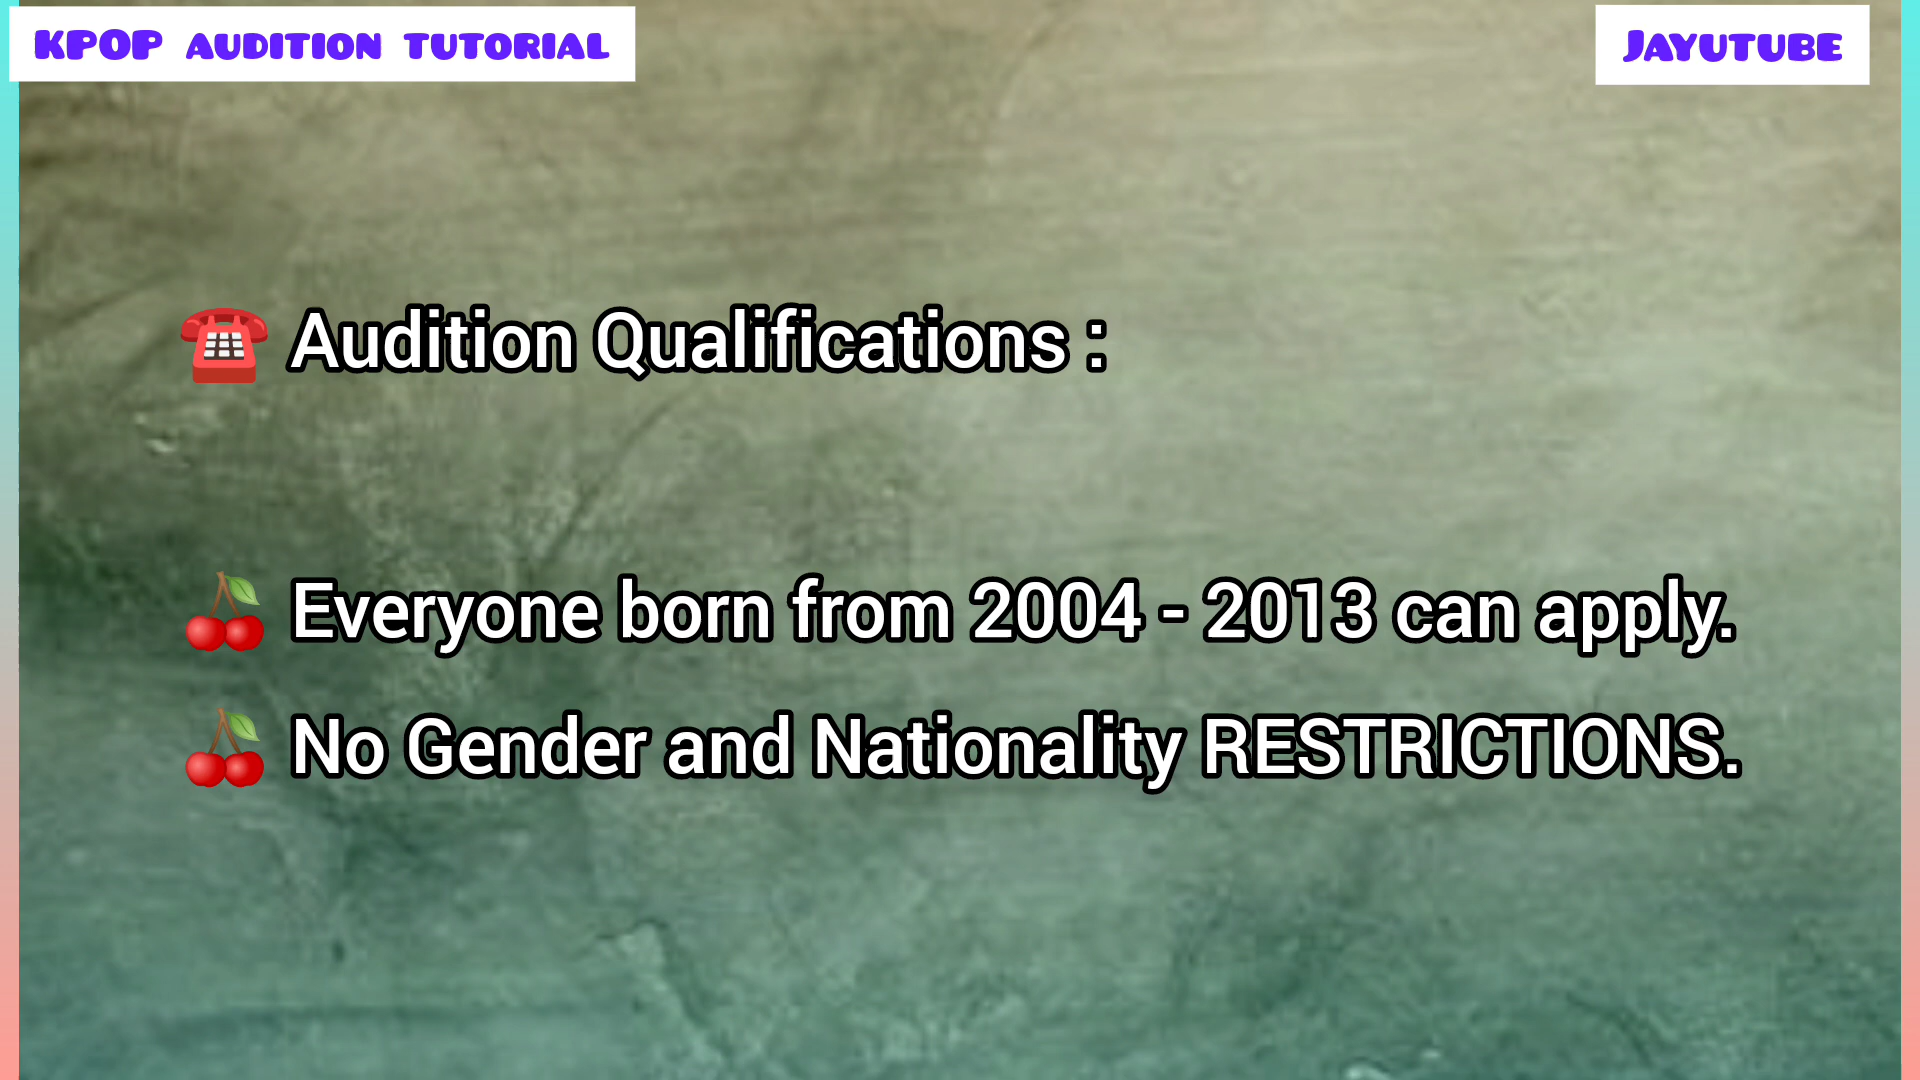 KPOP AUDITION TUTORIAL
JAYUTUBE
☎️ Audition Qualifications :
🍒 Everyone born from 2004 - 2013 can apply.
🍒 No Gender and Nationality RESTRICTIONS.